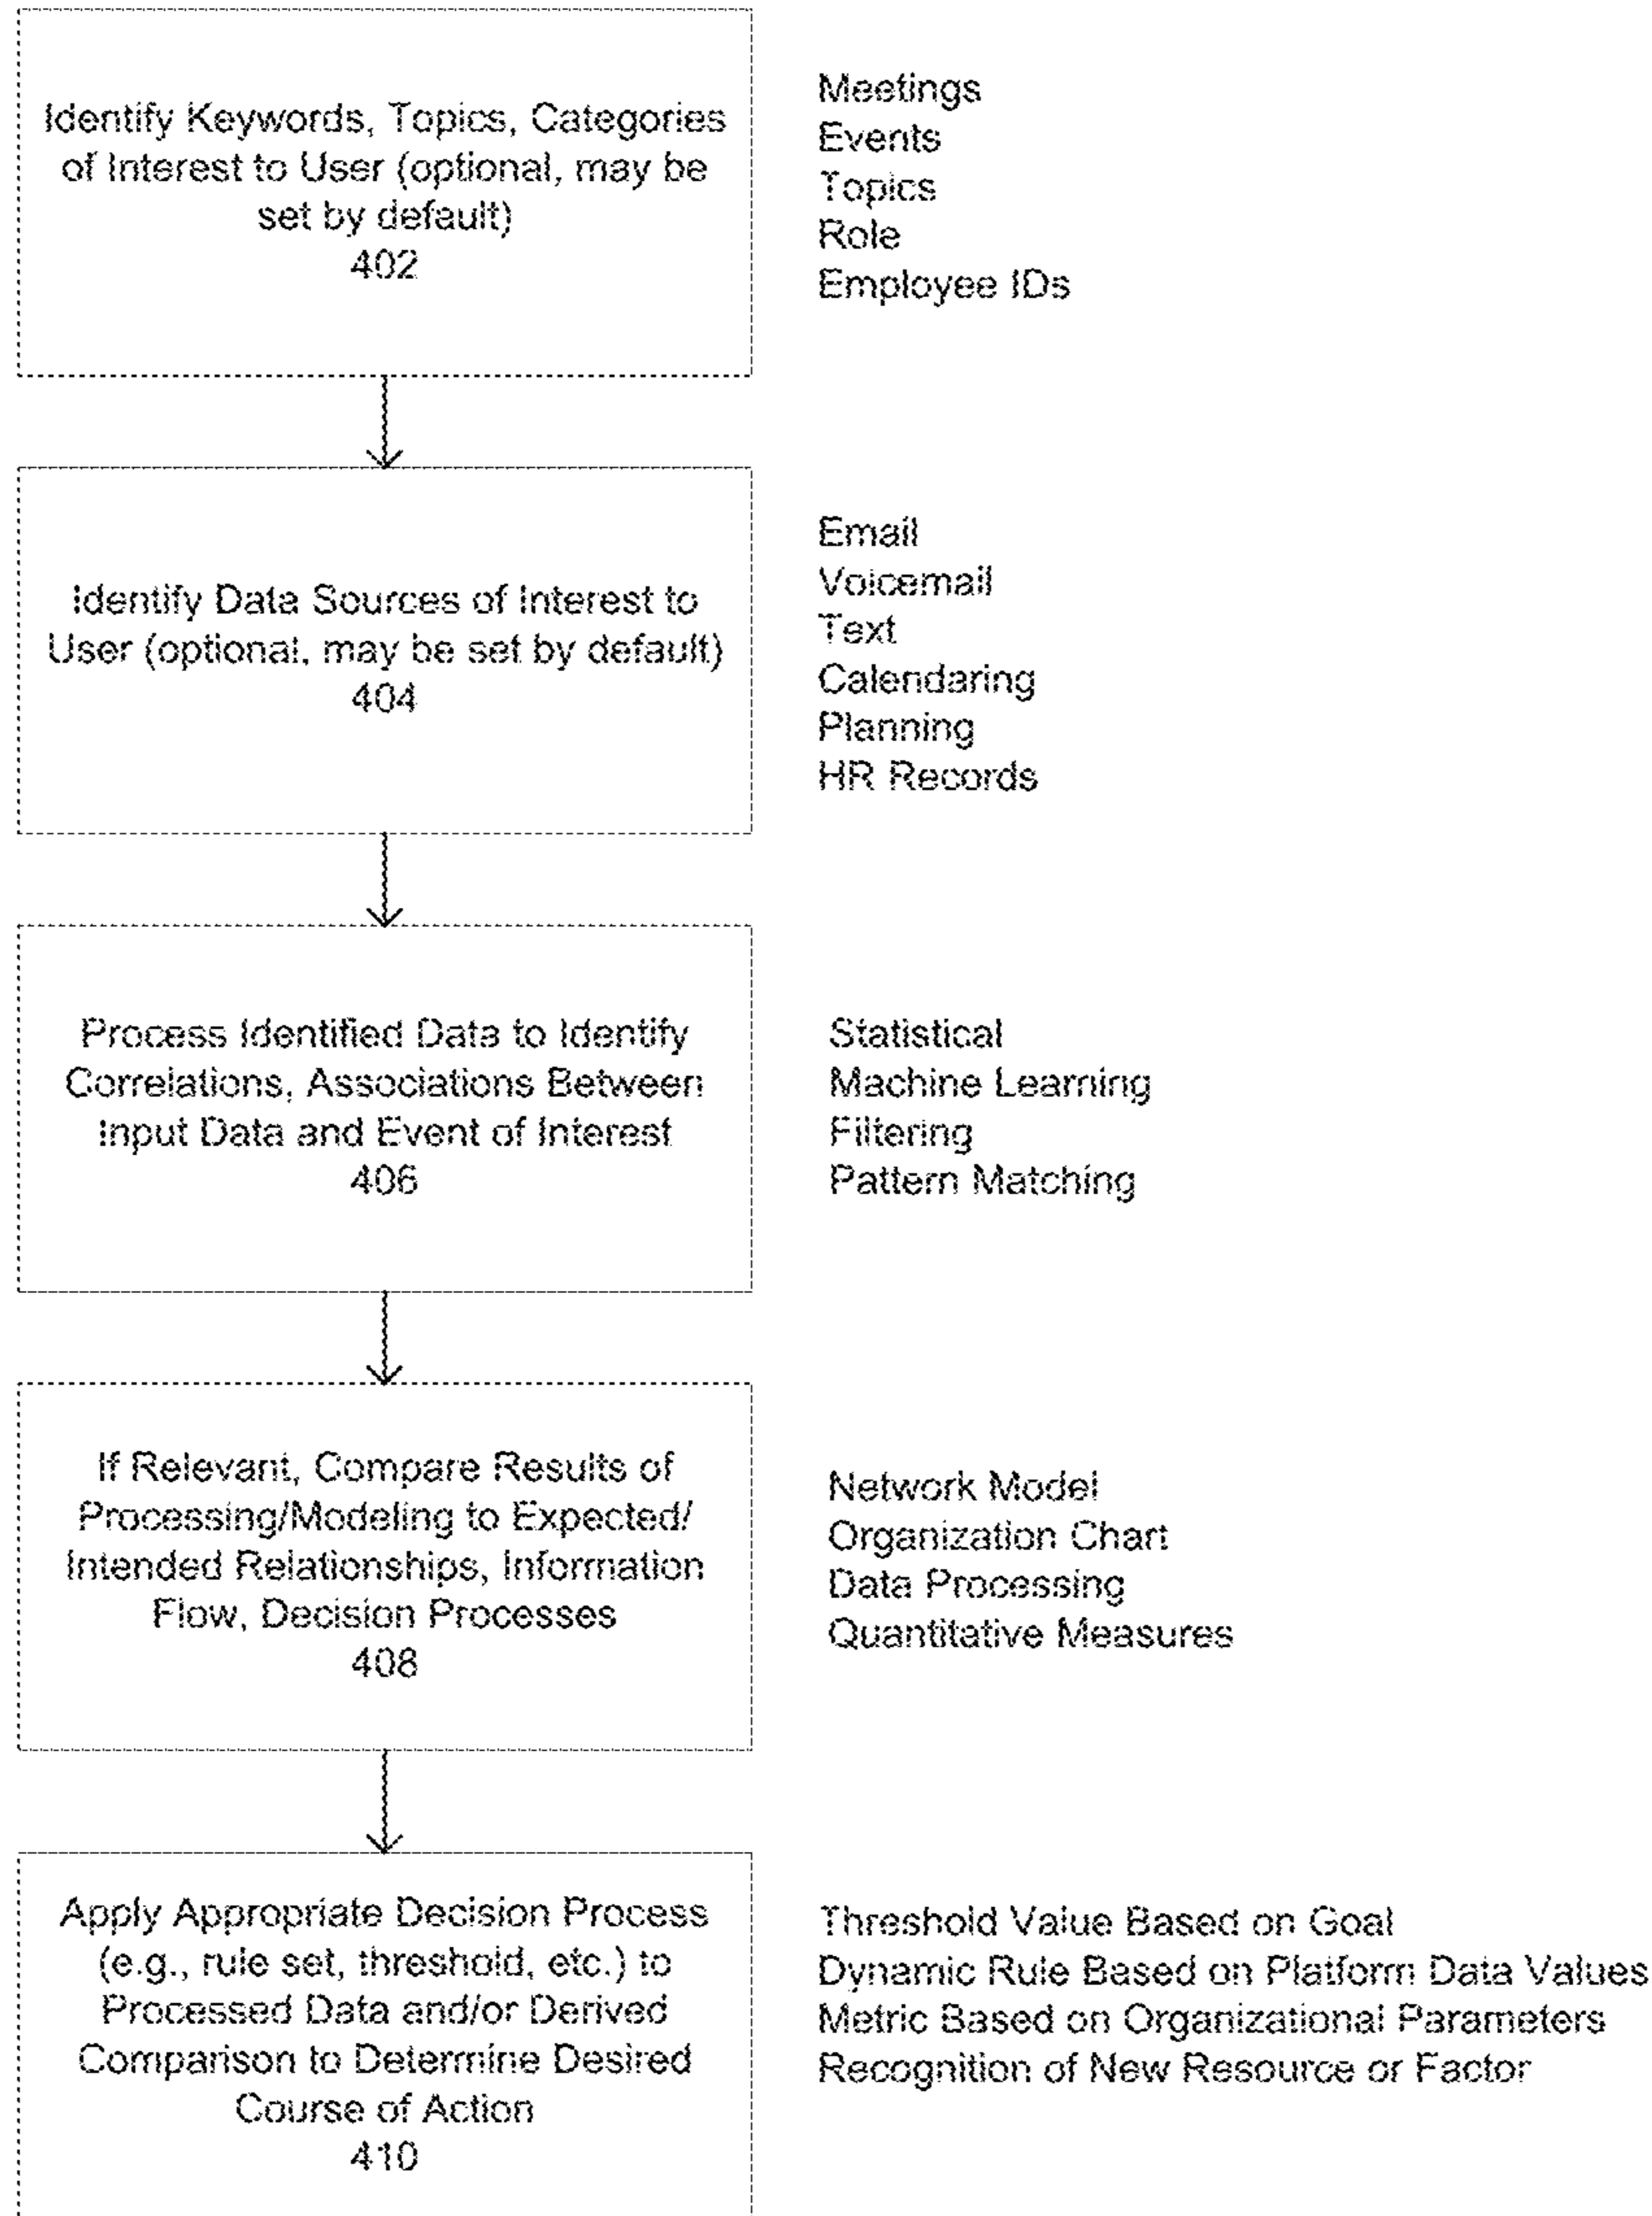 Identify Keywords, Topics, Categories
of Interest to User (optional, may be
set by default)
402
Meetings
Events
Topics
Role
Employee IDs
Identify Data Sources of Interest to
User (optional, may be set by default)
404
Email
Voicemail
Text
Calendaring
Planning
HR Records
Process Identified Data to Identify
Correlations, Associations Between
Input Data and Event of Interest
406
Statistical
Machine Learning
Filtering
Pattern Matching
If Relevant, Compare Results of
Processing/Modeling to Expected/
Intended Relationships, Information
Flow, Decision Processes
408
Network Model
Organization Chart
Data Processing
Quantitative Measures
Apply Appropriate Decision Process
(e.g., rule set, threshold, etc.) to
Processed Data and/or Derived
Comparison to Determine Desired
Course of Action
410
Threshold Value Based on Goal
Dynamic Rule Based on Platform Data Values
Metric Based on Organizational Parameters
Recognition of New Resource or Factor